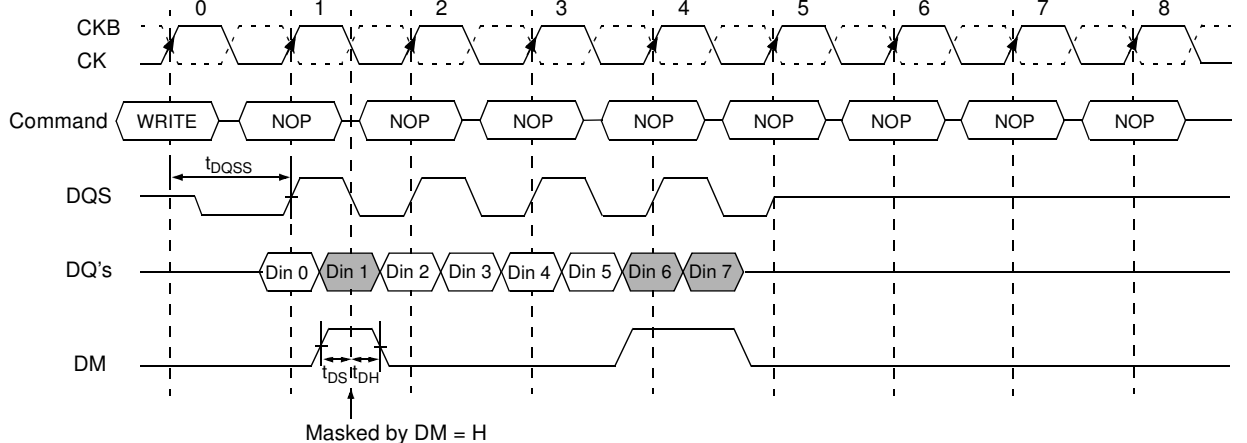 0 1 2 3 4 5 6 7 8
CKB
CK
Command WRITE NOP NOP NOP NOP NOP NOP NOP NOP
tDQSS
DQS
DQ's Din 0 Din 1 Din 2 Din 3 Din 4 Din 5 Din 6 Din 7
DM
tDS tDH
Masked by DM = H